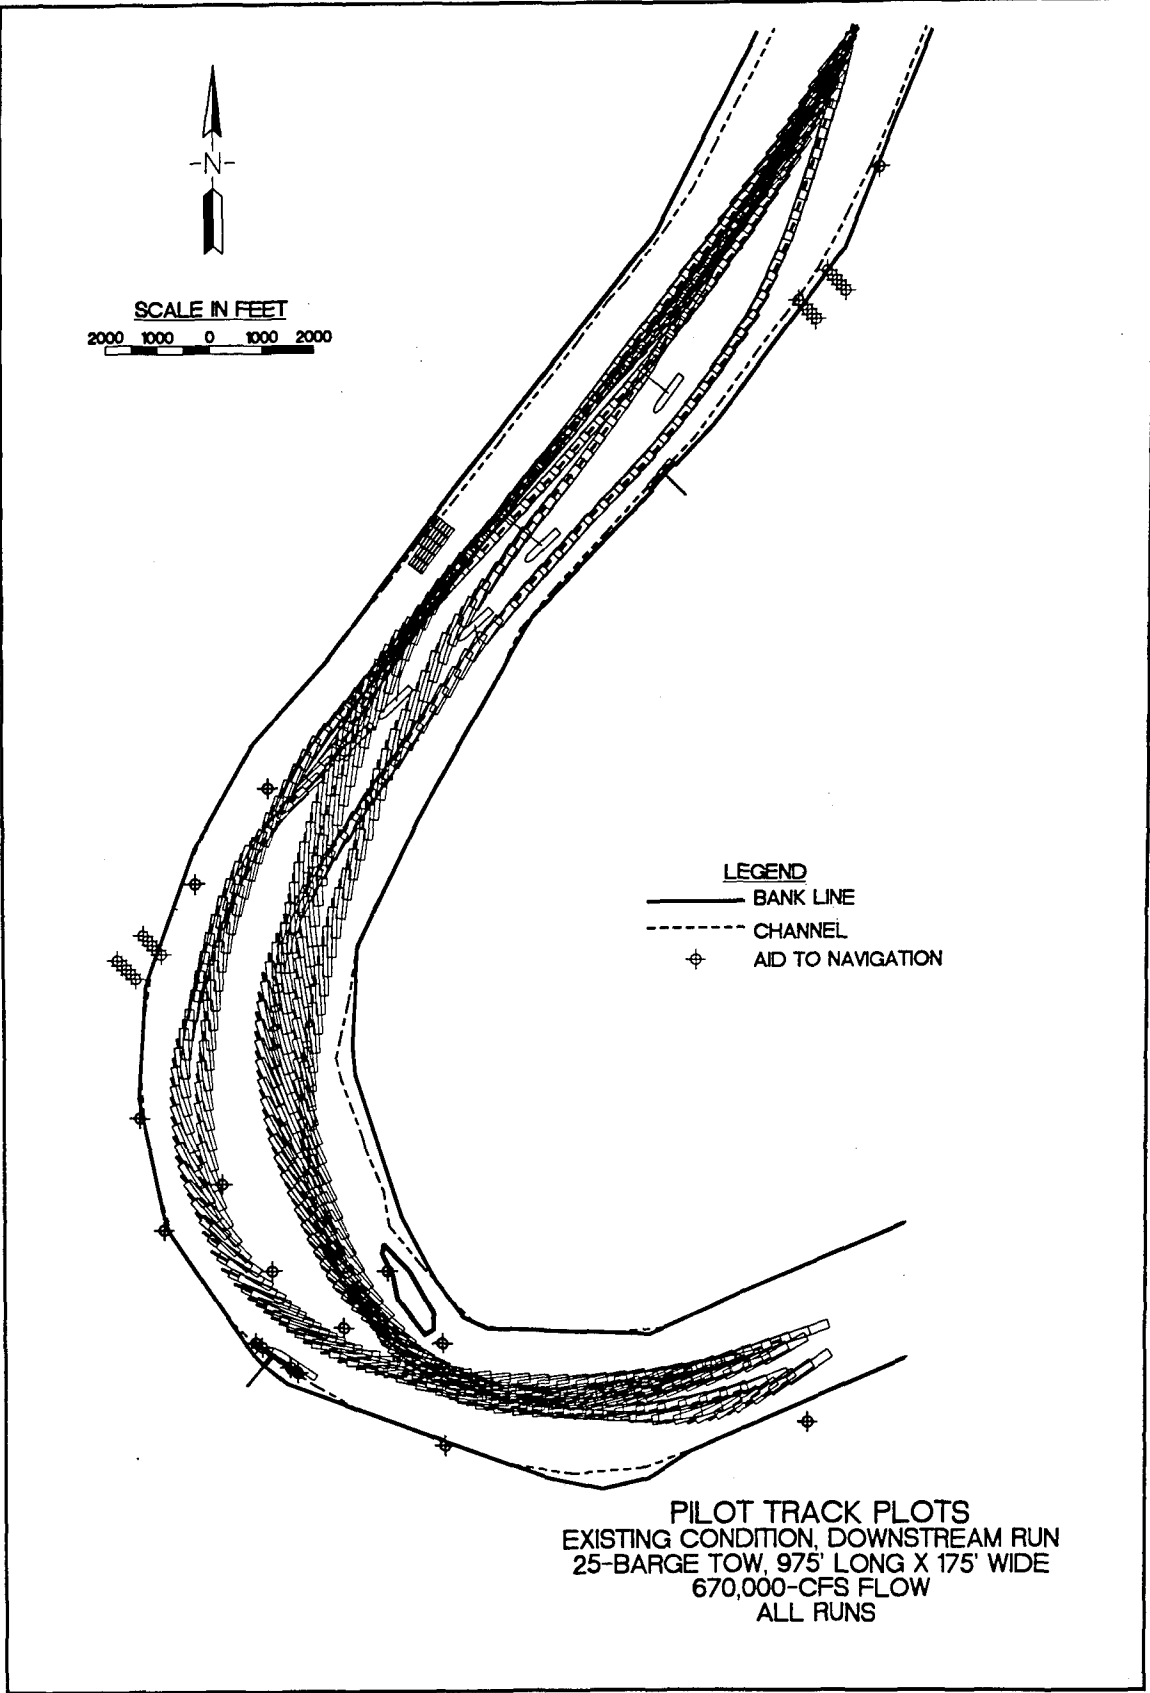 -N-
SCALE IN FEET
2000 1000 0 1000 2000
LEGEND
BANK LINE
CHANNEL
AID TO NAVIGATION
PILOT TRACK PLOTS
EXISTING CONDITION, DOWNSTREAM RUN
25-BARGE TOW, 975' LONG X 175' WIDE
670,000-CFS FLOW
ALL RUNS